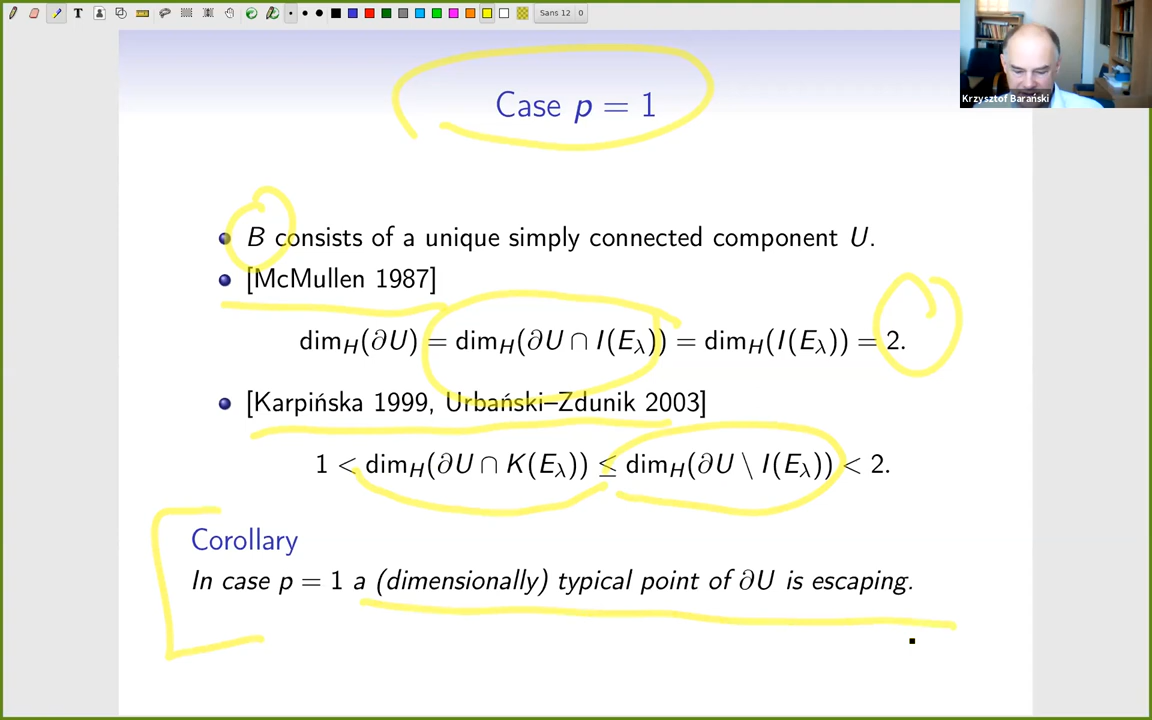 Sans 12
Krzysztof Barański
Case p = 1
B consists of a unique simply connected component U.
[McMullen 1987]
dim_H(∂U) = dim_H(∂U ∩ I(E_λ)) = dim_H(I(E_λ)) = 2.
[Karpińska 1999, Urbański–Zdunik 2003]
1 < dim_H(∂U ∩ K(E_λ)) ≤ dim_H(∂U \ I(E_λ)) < 2.
Corollary
In case p = 1 a (dimensionally) typical point of ∂U is escaping.